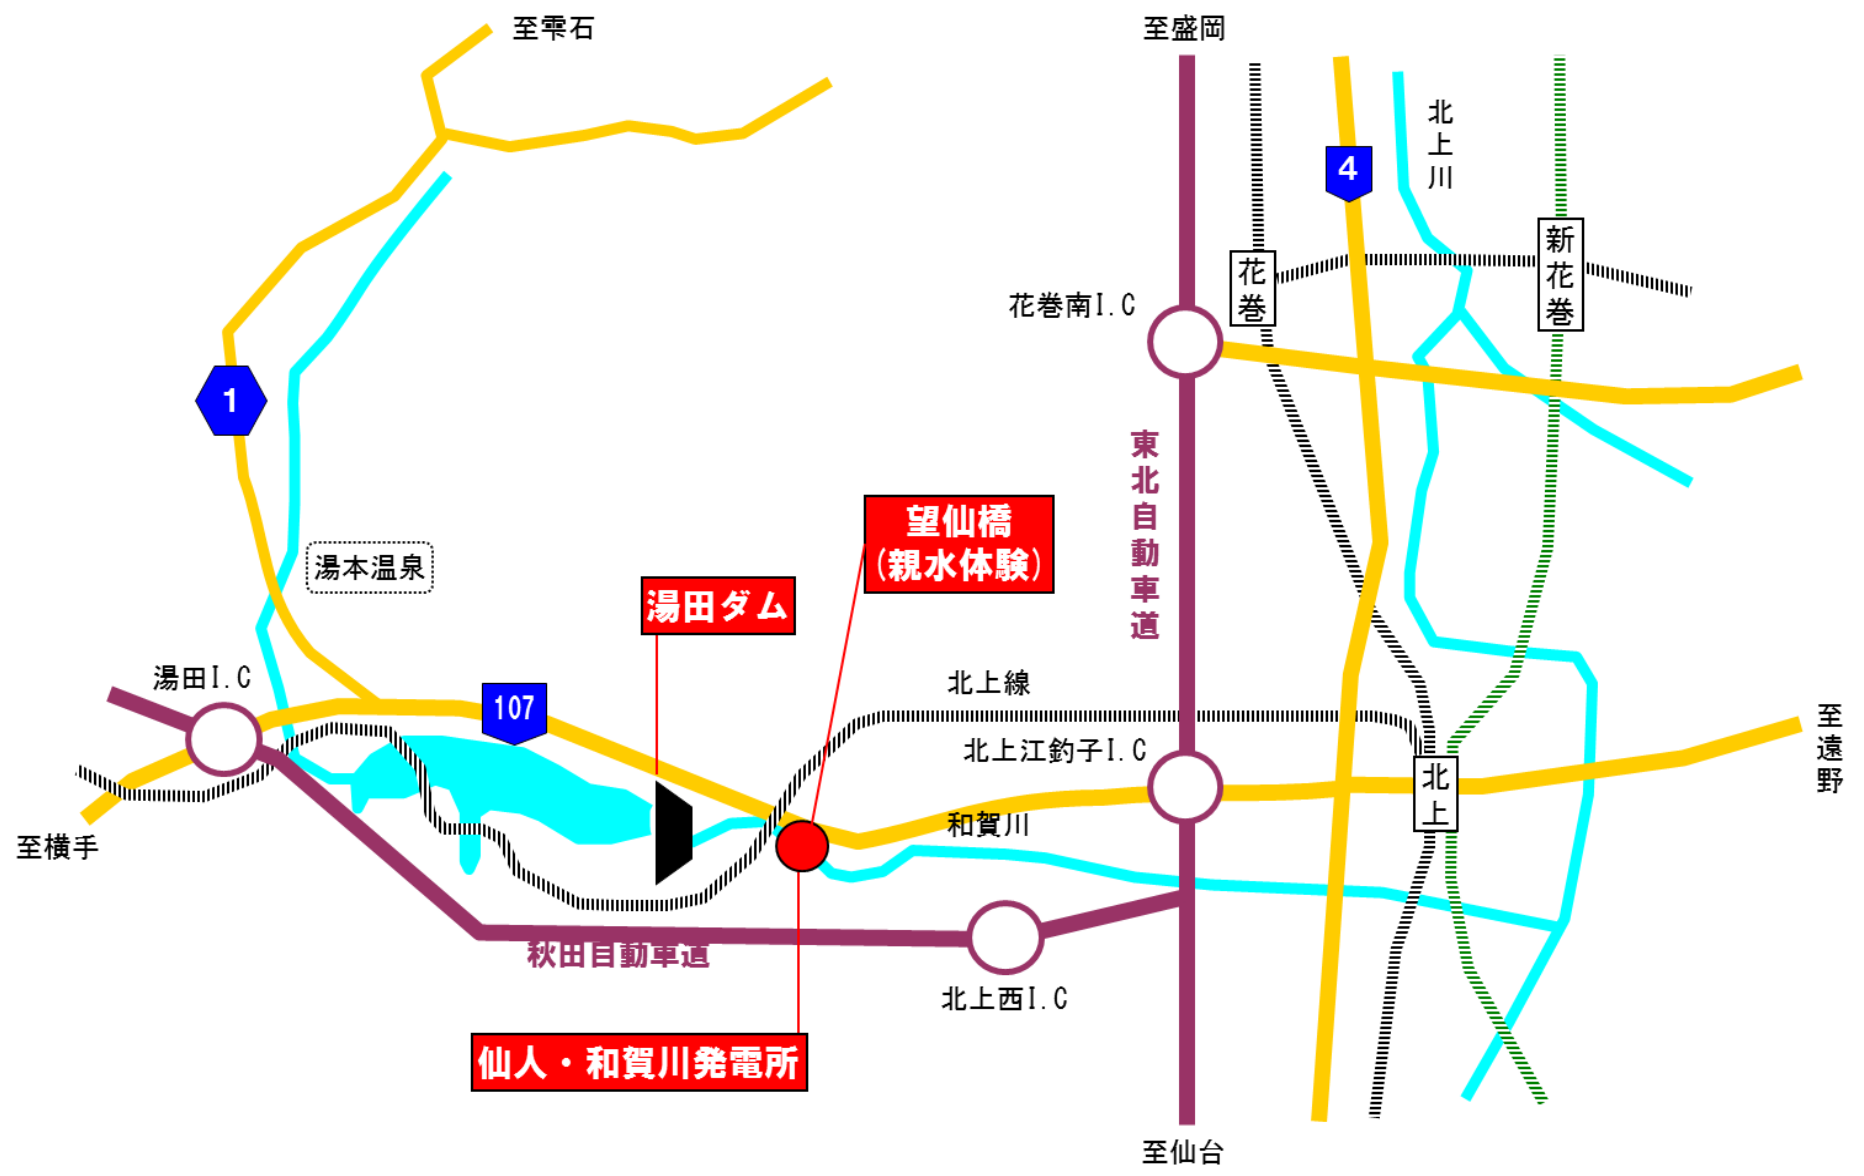 至雫石
至盛岡
北上川
4
新花巻
花巻
花巻南I.C
1
東北自動車道
望仙橋
(親水体験)
湯本温泉
湯田ダム
湯田I.C
北上線
107
至遠野
北上江釣子I.C
北上
和賀川
至横手
秋田自動車道
北上西I.C
仙人・和賀川発電所
至仙台